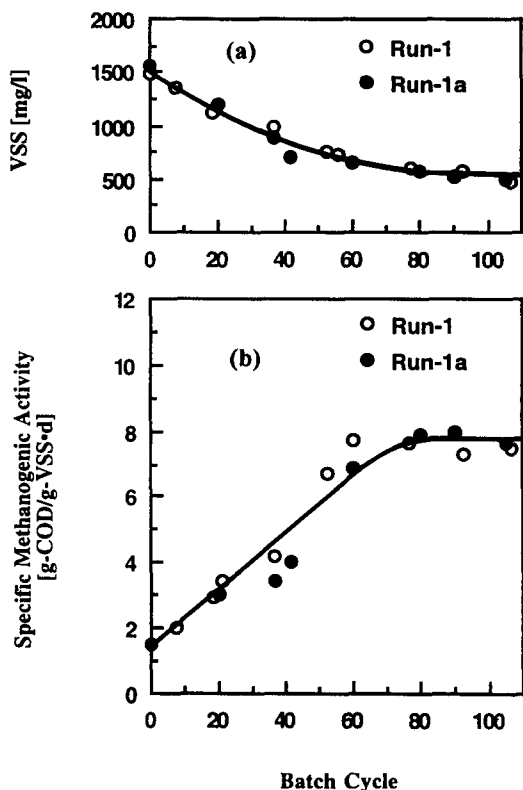 2000
1500
1000
500
0
VSS [mg/l]
(a)
Run-1
Run-1a
0 20 40 60 80 100
12
10
8
6
4
2
0
Specific Methanogenic Activity
[g-COD/g-VSS•d]
(b)
Run-1
Run-1a
0 20 40 60 80 100
Batch Cycle